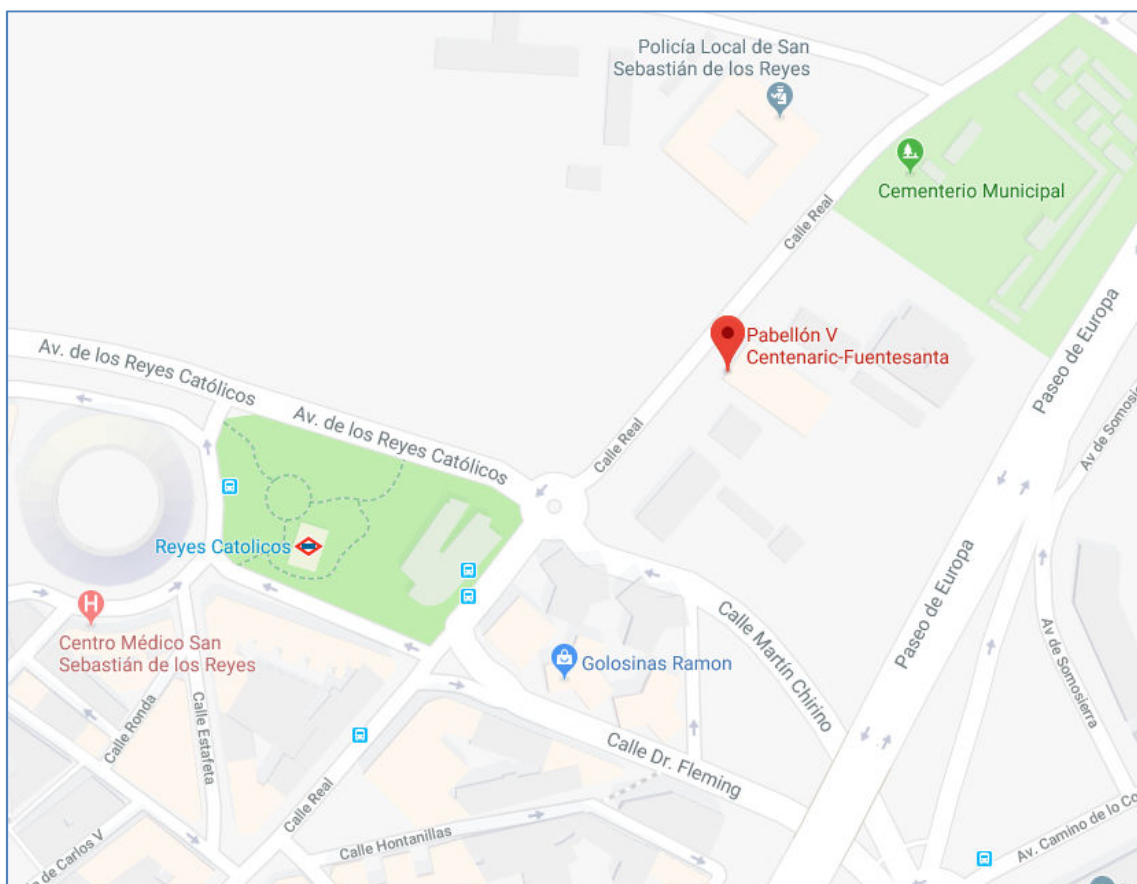 Policía Local de San
Sebastián de los Reyes
Cementerio Municipal
Calle Real
Pabellón V
Centenaric-Fuentesanta
Paseo de Europa
Av. de los Reyes Católicos
Av. de los Reyes Católicos
Av de Somosierra
Calle Real
Reyes Catolicos
Paseo de Europa
H
Centro Médico San
Sebastián de los Reyes
Golosinas Ramon
Calle Martín Chirino
Av de Somosierra
Calle Ronda
Calle Estafeta
Calle Dr. Fleming
Calle Real
Calle Hontanillas
Av. Camino de lo Co
de Carlos V